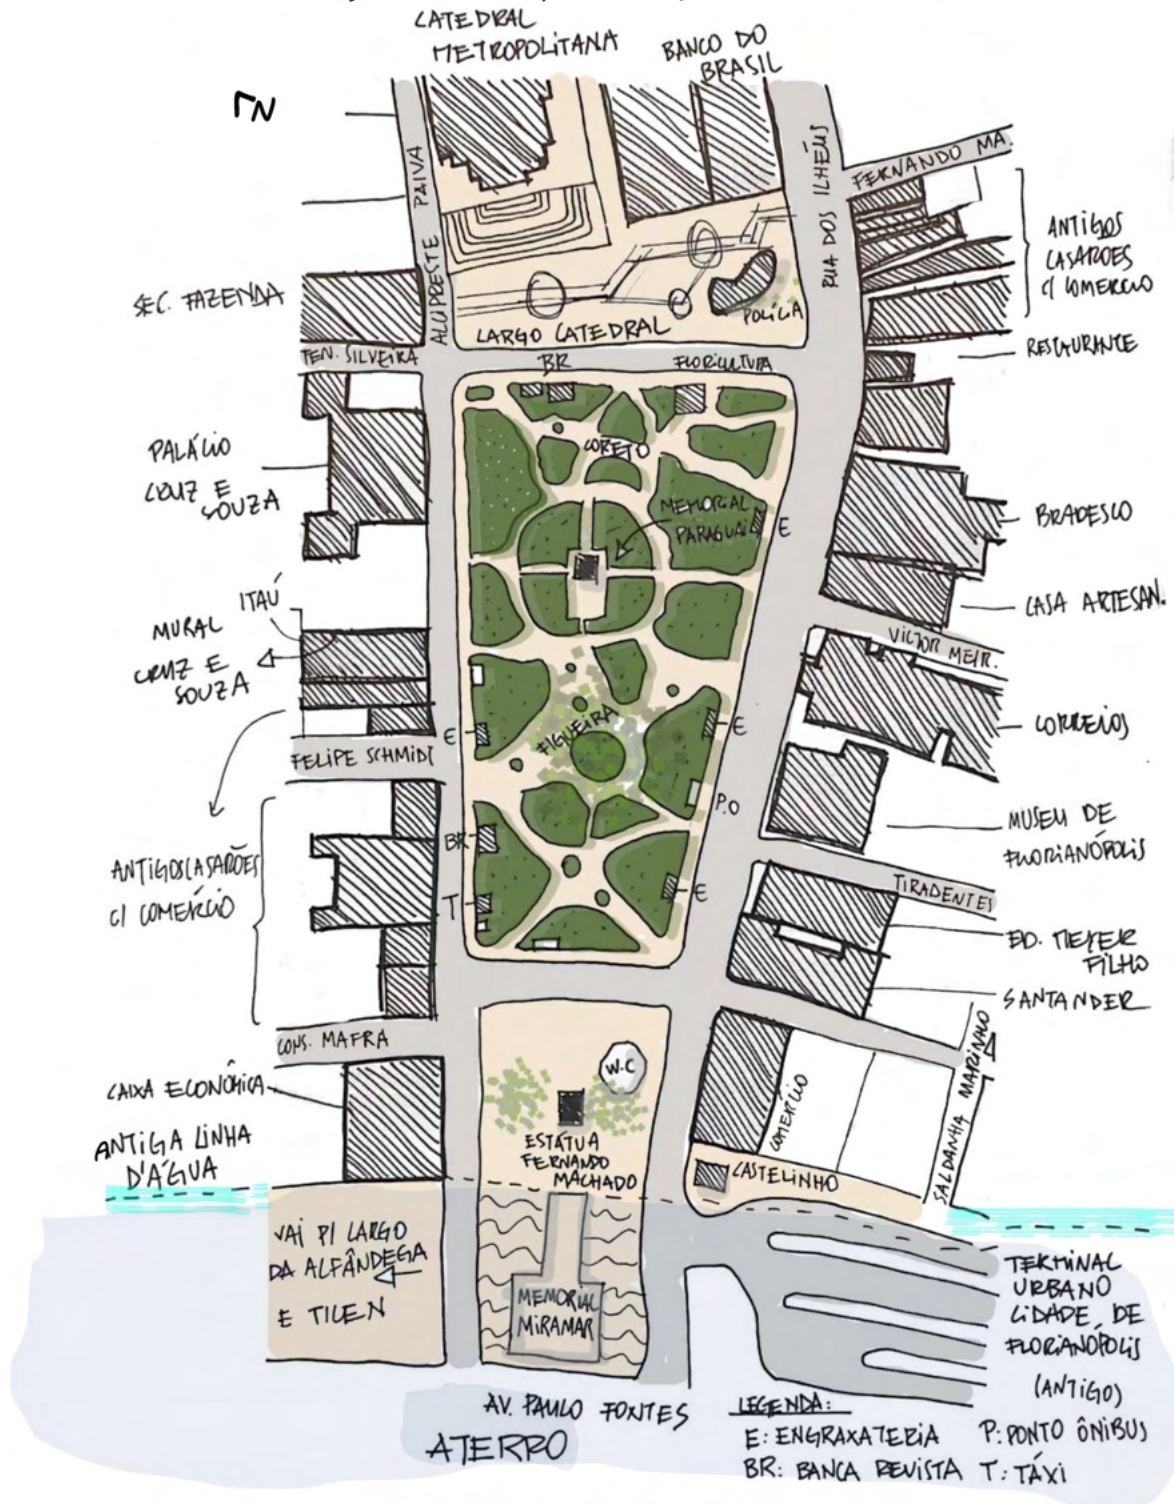 CATEDRAL
METROPOLITANA
BANCO DO
BRASIL
N
PAIVA
ALUPRESTE
RUA DOS ILHÉUS
FERNANDO MA.
ANTIGOS
CASARÕES
C/ COMERCIO
SEC. FAZENDA
POLÍCIA
LARGO CATEDRAL
RESTAURANTE
TEN. SILVEIRA
BR
FLORICULTURA
PALÁCIO
CRUZ E
SOUZA
CORETO
MEMORIAL
PARAGUAI
E
BRADESCO
ITAÚ
MURAL
CRUZ E
SOUZA
CASA ARTESAN.
VICTOR MEIR.
FIGUEIRA
E
E
CORREIOS
FELIPE SCHMIDT
P.O
MUSEU DE
FLORIANÓPOLIS
BR
ANTIGOS CASARÕES
C/ COMÉRCIO
T
E
TIRADENTES
ED. MEYER
FILHO
SANTANDER
CONS. MAFRA
W.C
CAIXA ECONÔMICA
COMÉRCIO
SALDANHA MARINHO
ANTIGA LINHA
D'ÁGUA
ESTÁTUA
FERNANDO
MACHADO
CASTELINHO
VAI P/ LARGO
DA ALFÂNDEGA
E TICEN
MEMORIAL
MIRAMAR
TERMINAL
URBANO
CIDADE DE
FLORIANÓPOLIS
(ANTIGO)
AV. PAULO FONTES
ATERRO
LEGENDA:
E: ENGRAXATERIA P: PONTO ÔNIBUS
BR: BANCA REVISTA T: TÁXI